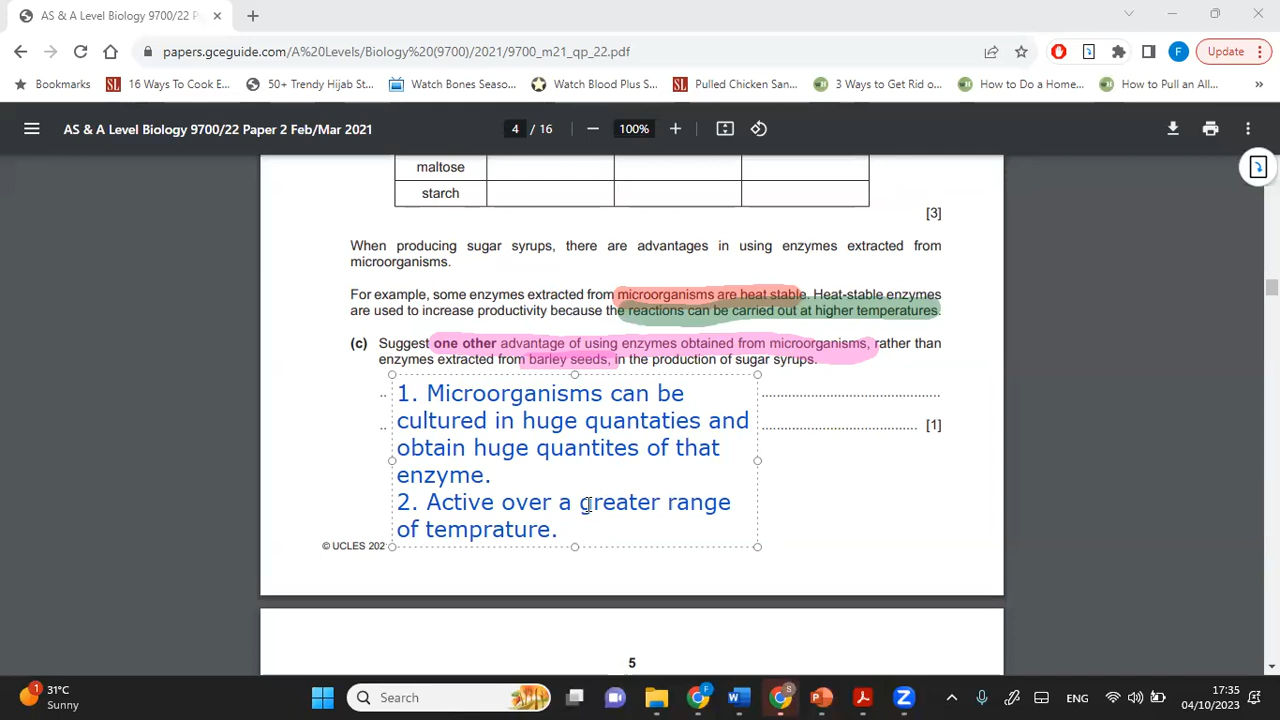 AS & A Level Biology 9700/22 Pap
papers.gceguide.com/A%20Levels/Biology%20(9700)/2021/9700_m21_qp_22.pdf
F
Update
Bookmarks
SL 16 Ways To Cook E...
50+ Trendy Hijab St...
Watch Bones Seaso...
Watch Blood Plus S...
SL Pulled Chicken San...
3 Ways to Get Rid o...
How to Do a Home...
How to Pull an All...
»
AS & A Level Biology 9700/22 Paper 2 Feb/Mar 2021
4 / 16
100%
maltose
starch
[3]
When producing sugar syrups, there are advantages in using enzymes extracted from
microorganisms.
For example, some enzymes extracted from microorganisms are heat stable. Heat-stable enzymes
are used to increase productivity because the reactions can be carried out at higher temperatures.
(c) Suggest one other advantage of using enzymes obtained from microorganisms, rather than
enzymes extracted from barley seeds, in the production of sugar syrups.
1. Microorganisms can be
cultured in huge quantaties and
obtain huge quantites of that
enzyme.
2. Active over a greater range
of temprature.
[1]
© UCLES 202
5
1
31°C
Sunny
Search
F
S
ENG
17:35
04/10/2023